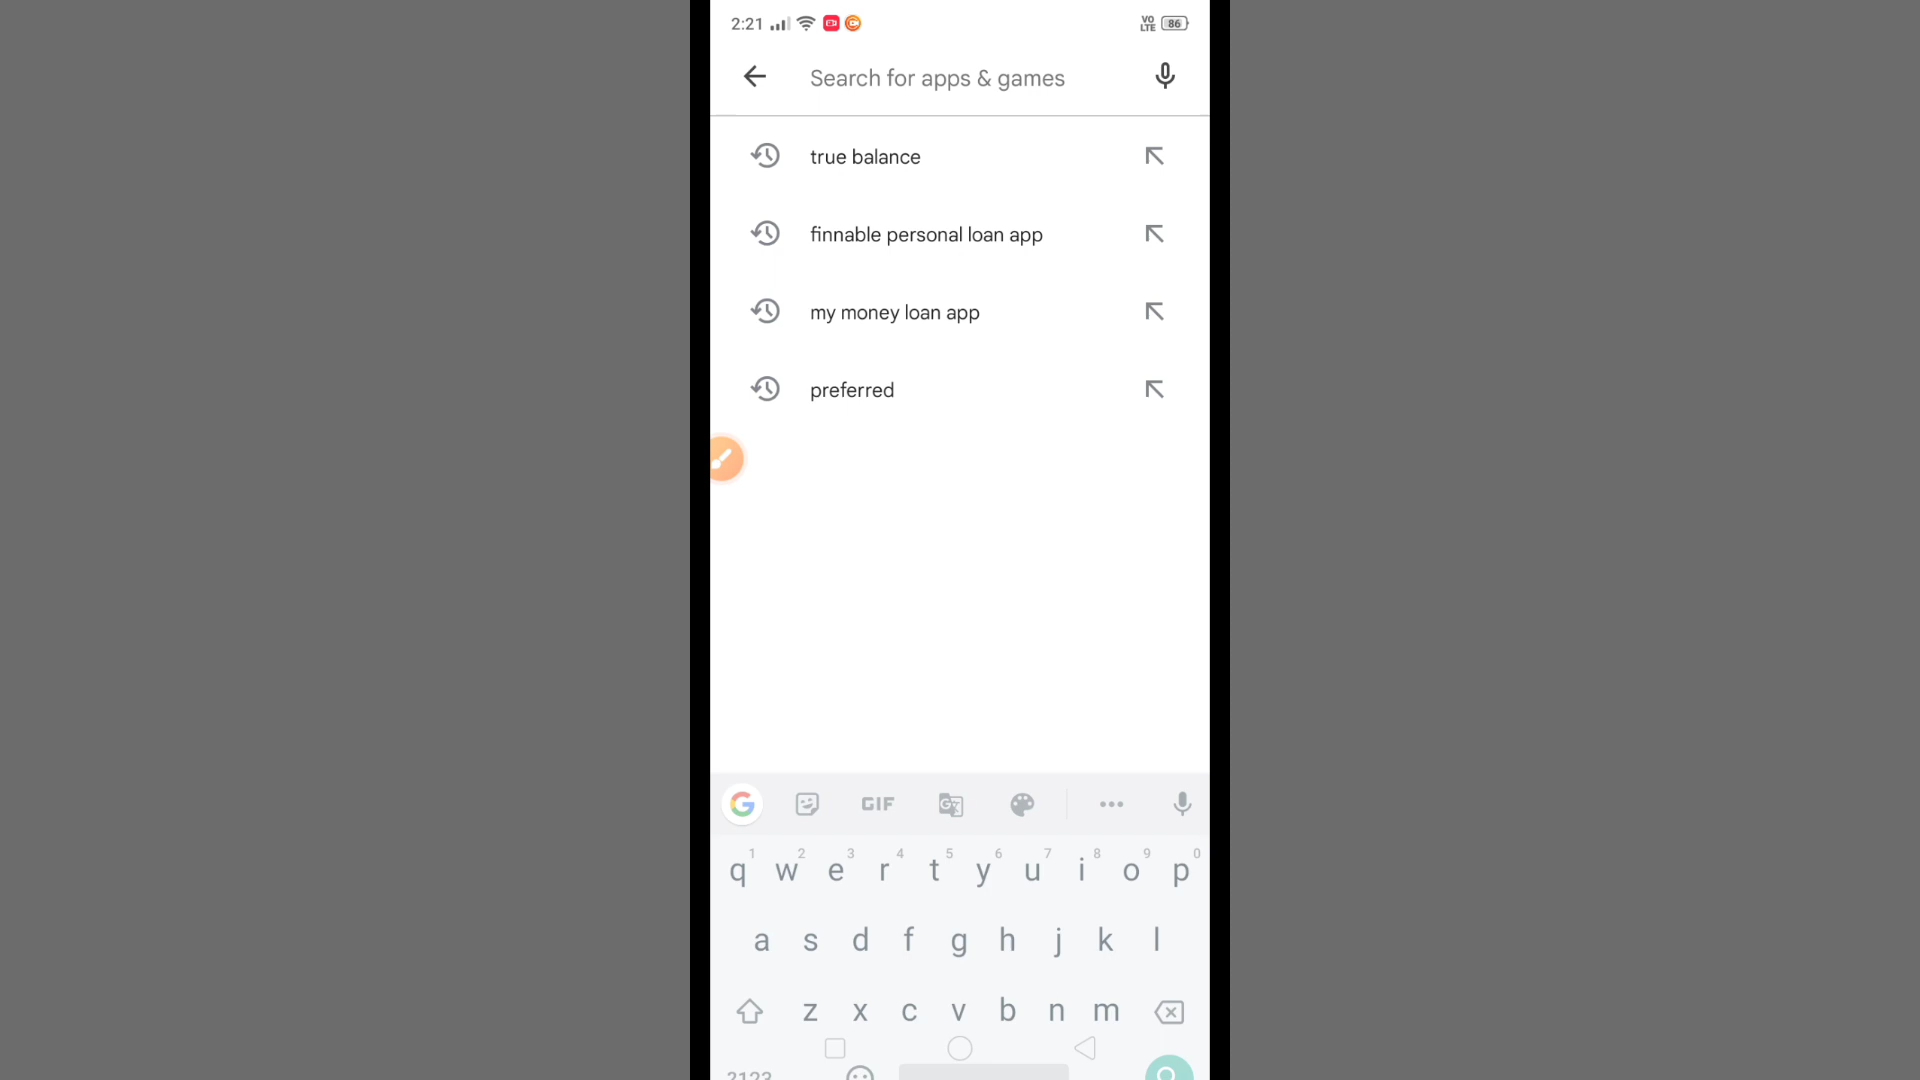 2:21 VO LTE 86
Search for apps & games
true balance
finnable personal loan app
my money loan app
preferred
GIF
1 2 3 4 5 6 7 8 9 0
q w e r t y u i o p
a s d f g h j k l
z x c v b n m
?123